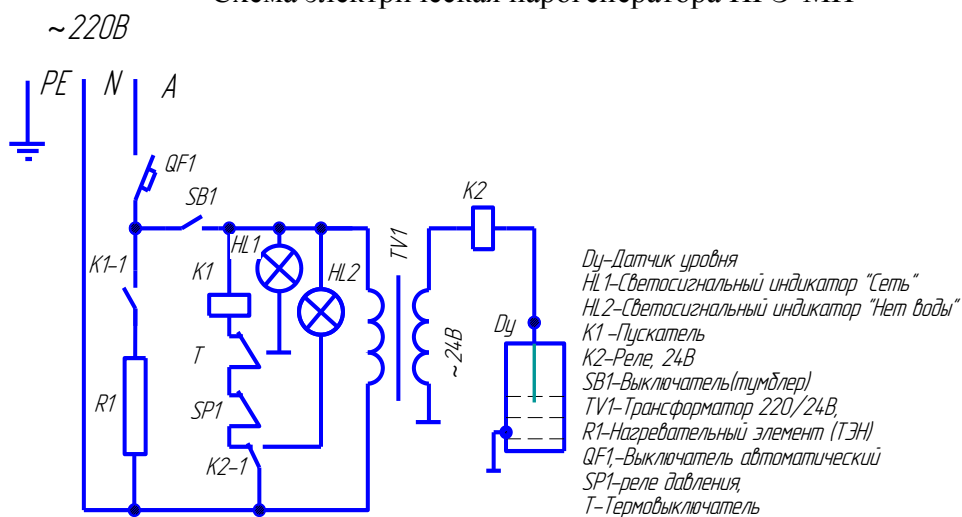 ~220В
PE N A
QF1
SB1
K1-1
K1
HL1
HL2
TV1
K2
T
SP1
R1
K2-1
~24В
Dy
Dy-Датчик уровня
HL1-Светосигнальный индикатор "Сеть"
HL2-Светосигнальный индикатор "Нет воды"
K1 -Пускатель
K2-Реле, 24В
SB1-Выключатель(тумблер)
TV1-Трансформатор 220/24В,
R1-Нагревательный элемент (ТЭН)
QF1,-Выключатель автоматический
SP1-реле давления,
T-Термовыключатель